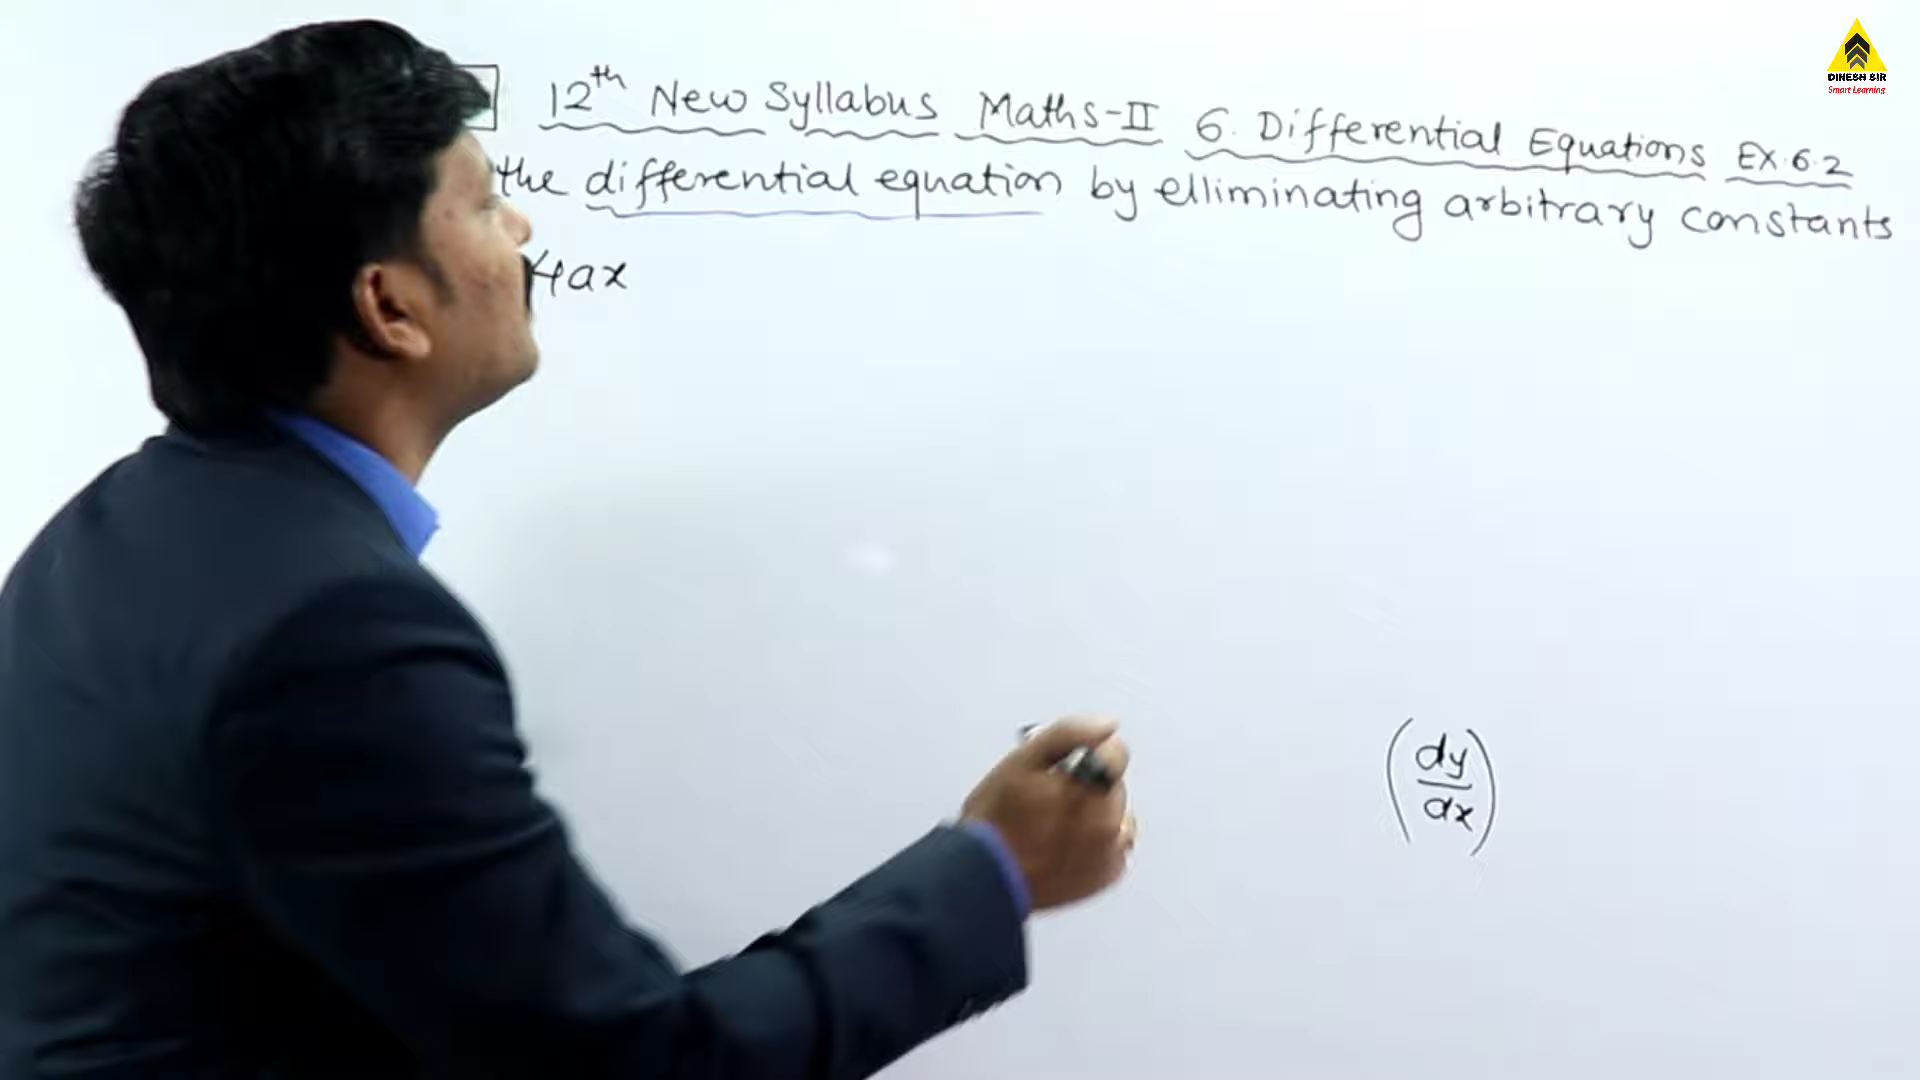 12th New Syllabus Maths-II 6. Differential Equations Ex.6.2
the differential equation by elliminating arbitrary constants
4ax
(dy/dx)
DINESH SIR
Smart Learning